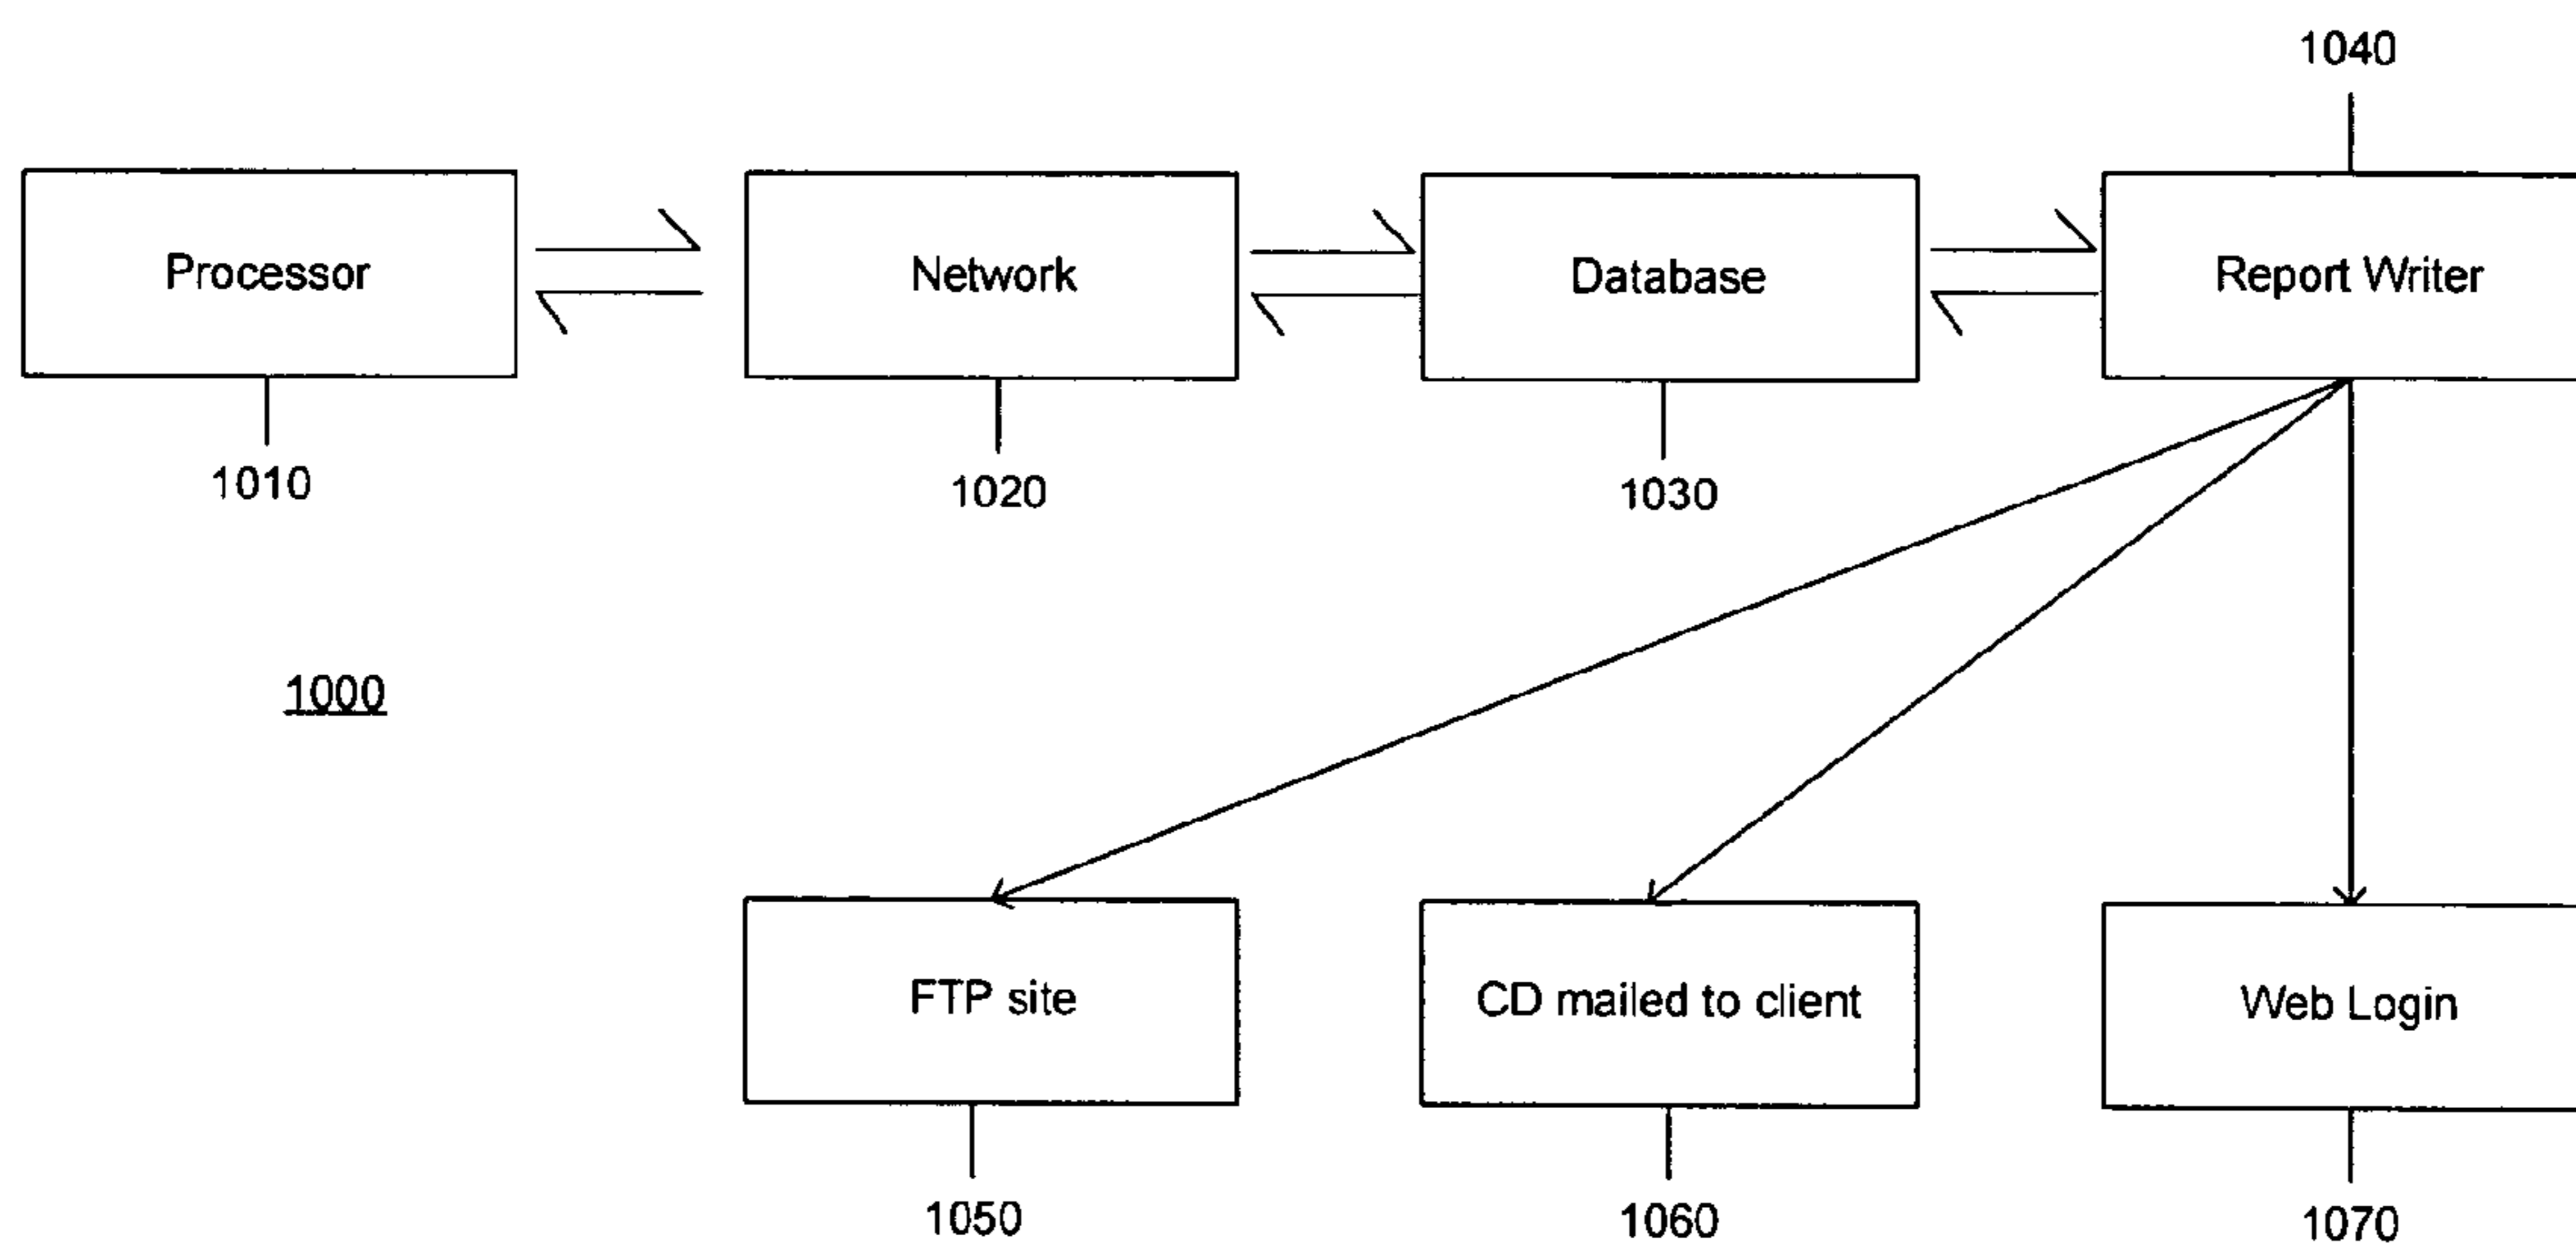 1040
Processor
Network
Database
Report Writer
1010
1020
1030
1000
FTP site
CD mailed to client
Web Login
1050
1060
1070